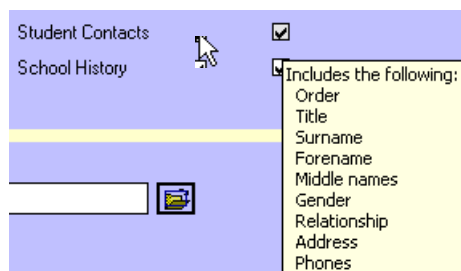 Student Contacts
School History
Includes the following:
Order
Title
Surname
Forename
Middle names
Gender
Relationship
Address
Phones